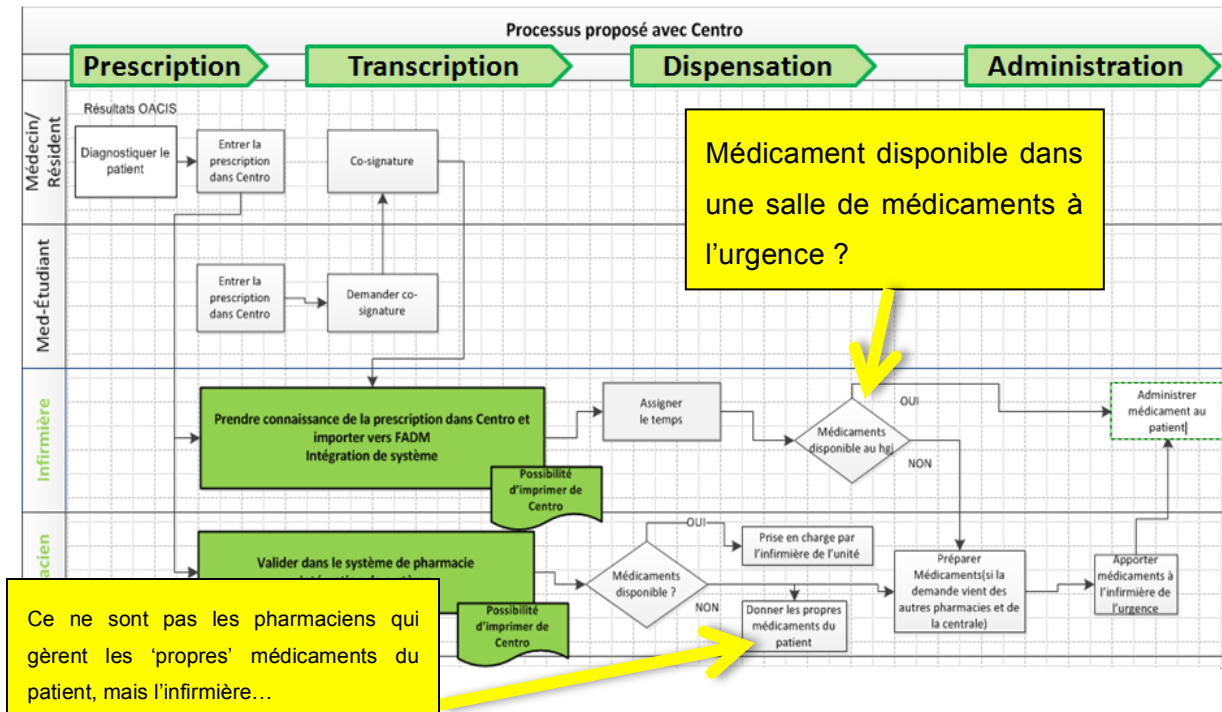 Processus proposé avec Centro
Prescription
Transcription
Dispensation
Administration
Médecin/
Résident
Résultats OACIS
Diagnostiquer le
patient
Entrer la
prescription
dans Centro
Co-signature
Médicament disponible dans
une salle de médicaments à
l’urgence ?
Med-Étudiant
Entrer la
prescription
dans Centro
Demander co-
signature
Infirmière
Prendre connaissance de la prescription dans Centro et
importer vers FADM
Intégration de système
Possibilité
d’imprimer de
Centro
Assigner
le temps
Médicaments
disponible au hgj
OUI
NON
Administrer
médicament au
patient
acien
Valider dans le système de pharmacie
Possibilité
d’imprimer de
Centro
Médicaments
disponible ?
OUI
NON
Prise en charge par
l’infirmière de l’unité
Donner les propres
médicaments du
patient
Préparer
Médicaments(si la
demande vient des
autres pharmacies et de
la centrale)
Apporter
médicaments à
l’infirmière de
l’urgence
Ce ne sont pas les pharmaciens qui
gèrent les ‘propres’ médicaments du
patient, mais l’infirmière…